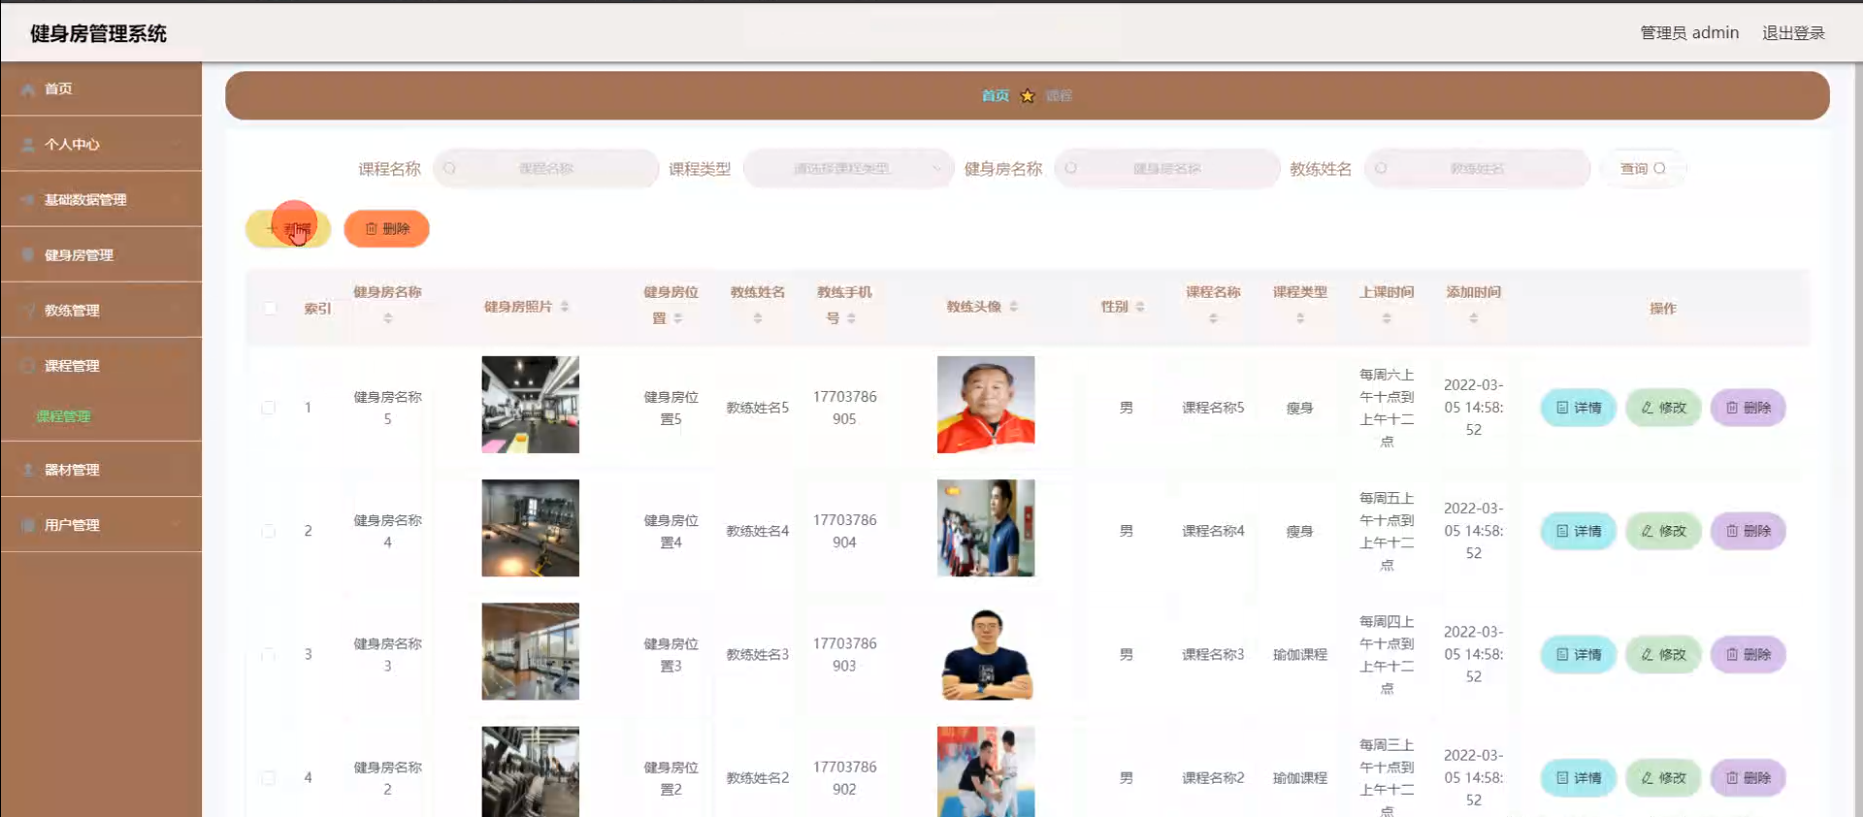 健身房管理系统
管理员 admin 退出登录
首页
个人中心
基础数据管理
健身房管理
教练管理
课程管理
课程管理
器材管理
用户管理
首页 课程
课程名称 课程名称 课程类型 请选择课程类型 健身房名称 健身房名称 教练姓名 教练姓名 查询
删除
索引 健身房名称 健身房照片 健身房位置 教练姓名 教练手机号 教练头像 性别 课程名称 课程类型 上课时间 添加时间 操作
1 健身房名称5 健身房位置5 教练姓名5 17703786905 男 课程名称5 瘦身 每周六上午十点到上午十二点 2022-03-05 14:58:52 详情 修改 删除
2 健身房名称4 健身房位置4 教练姓名4 17703786904 男 课程名称4 瘦身 每周五上午十点到上午十二点 2022-03-05 14:58:52 详情 修改 删除
3 健身房名称3 健身房位置3 教练姓名3 17703786903 男 课程名称3 瑜伽课程 每周四上午十点到上午十二点 2022-03-05 14:58:52 详情 修改 删除
4 健身房名称2 健身房位置2 教练姓名2 17703786902 男 课程名称2 瑜伽课程 每周三上午十点到上午十二点 2022-03-05 14:58:52 详情 修改 删除